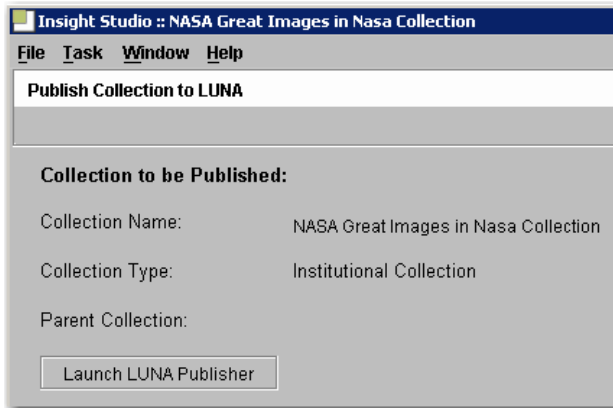 Insight Studio :: NASA Great Images in Nasa Collection
File Task Window Help
Publish Collection to LUNA
Collection to be Published:
Collection Name: NASA Great Images in Nasa Collection
Collection Type: Institutional Collection
Parent Collection:
Launch LUNA Publisher